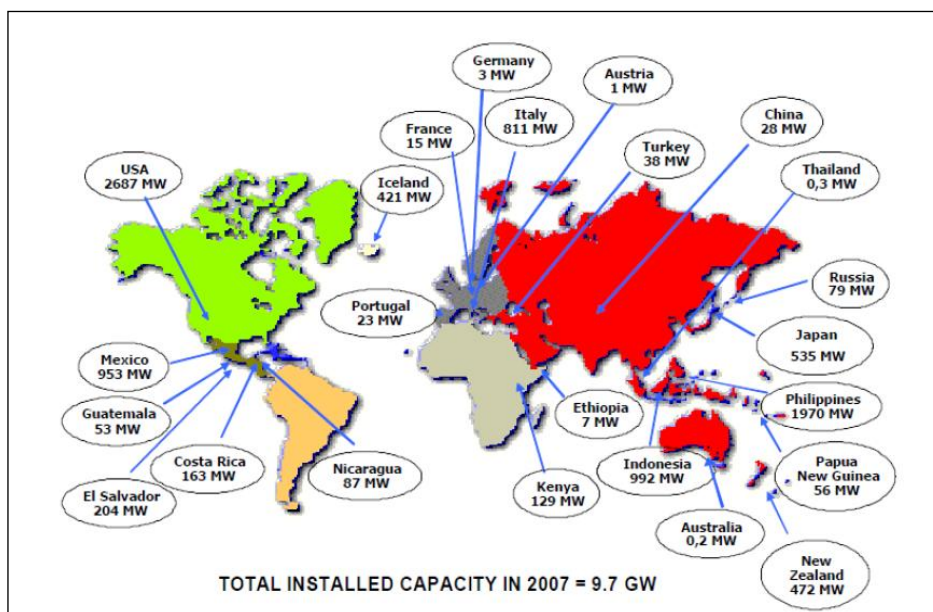 Germany
3 MW
Austria
1 MW
France
15 MW
Italy
811 MW
China
28 MW
Turkey
38 MW
Thailand
0,3 MW
USA
2687 MW
Iceland
421 MW
Russia
79 MW
Portugal
23 MW
Japan
535 MW
Mexico
953 MW
Philippines
1970 MW
Guatemala
53 MW
Ethiopia
7 MW
Costa Rica
163 MW
Nicaragua
87 MW
Kenya
129 MW
Indonesia
992 MW
Papua
New Guinea
56 MW
El Salvador
204 MW
Australia
0,2 MW
New
Zealand
472 MW
TOTAL INSTALLED CAPACITY IN 2007 = 9.7 GW